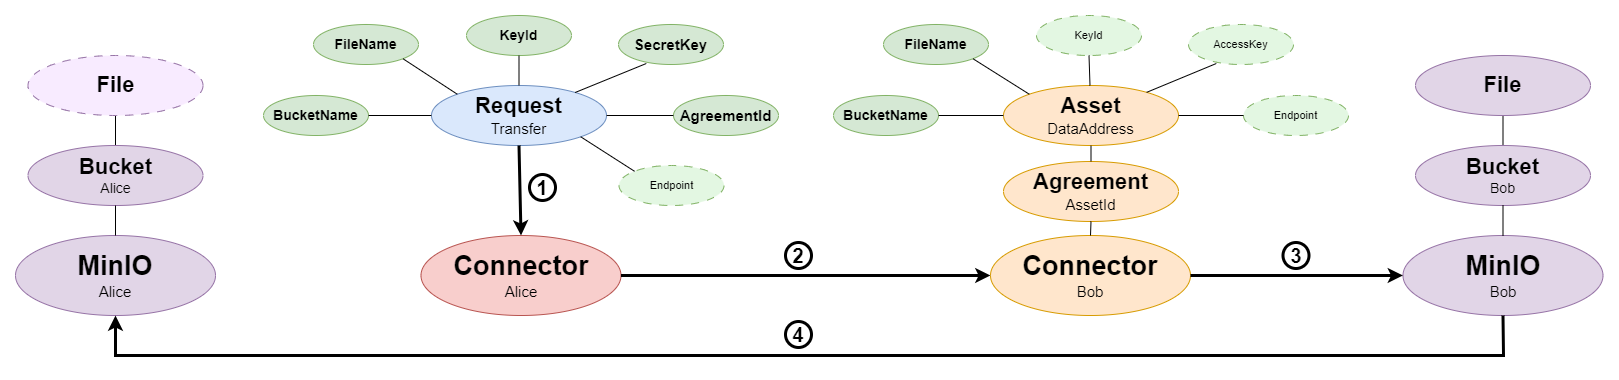 File
Bucket
Alice
MinIO
Alice
FileName
KeyId
SecretKey
BucketName
Request
Transfer
AgreementId
Endpoint
1
Connector
Alice
2
FileName
KeyId
AccessKey
BucketName
Asset
DataAddress
Endpoint
Agreement
AssetId
Connector
Bob
3
File
Bucket
Bob
MinIO
Bob
4